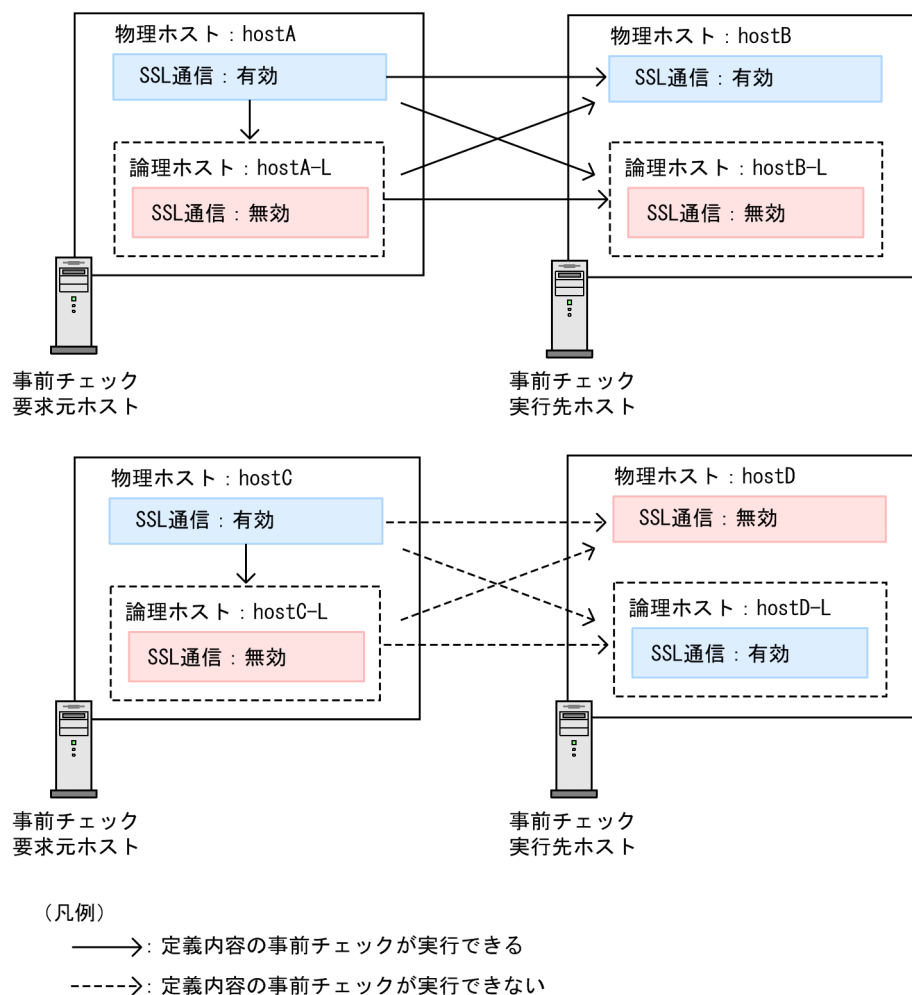 物理ホスト：hostA
SSL通信：有効
論理ホスト：hostA-L
SSL通信：無効
事前チェック
要求元ホスト
物理ホスト：hostB
SSL通信：有効
論理ホスト：hostB-L
SSL通信：無効
事前チェック
実行先ホスト
物理ホスト：hostC
SSL通信：有効
論理ホスト：hostC-L
SSL通信：無効
事前チェック
要求元ホスト
物理ホスト：hostD
SSL通信：無効
論理ホスト：hostD-L
SSL通信：有効
事前チェック
実行先ホスト
（凡例）
：定義内容の事前チェックが実行できる
：定義内容の事前チェックが実行できない